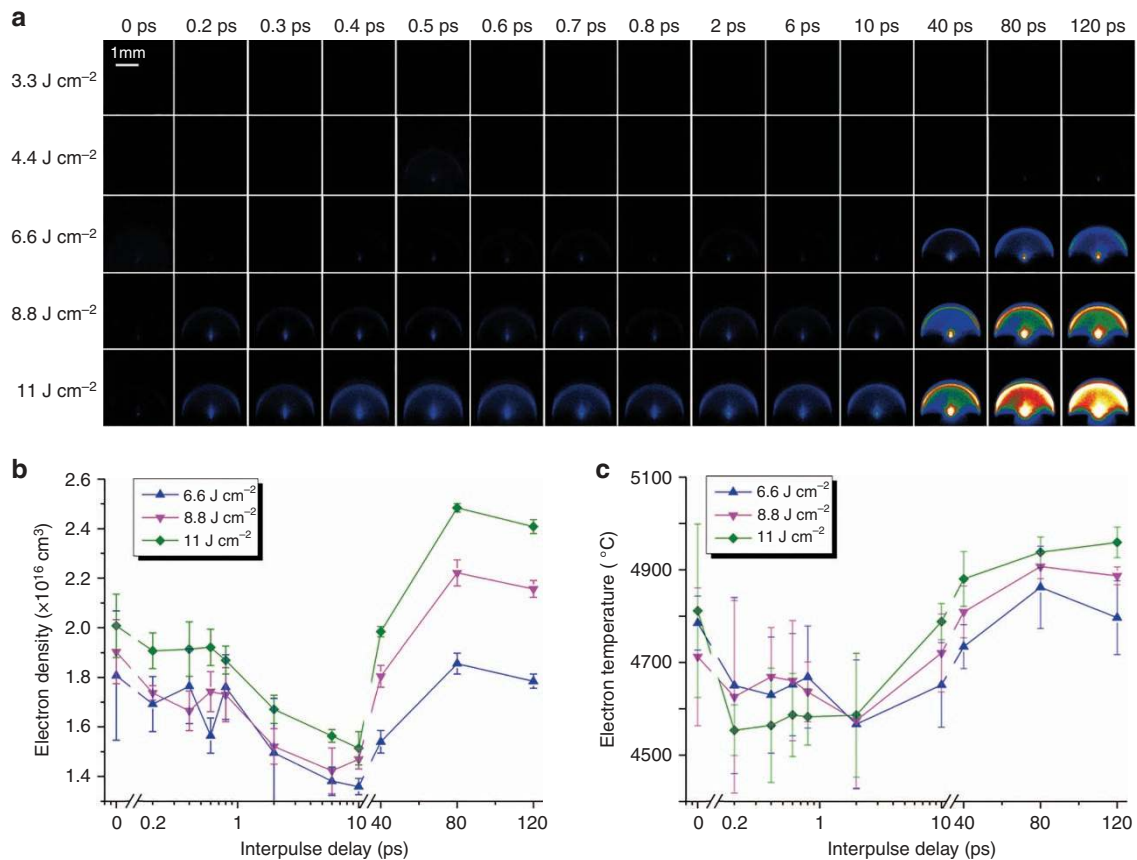 a
0 ps 0.2 ps 0.3 ps 0.4 ps 0.5 ps 0.6 ps 0.7 ps 0.8 ps 2 ps 6 ps 10 ps 40 ps 80 ps 120 ps
1mm
3.3 J cm⁻²
4.4 J cm⁻²
6.6 J cm⁻²
8.8 J cm⁻²
11 J cm⁻²
b
2.6
2.4
2.2
2.0
1.8
1.6
1.4
Electron density (×10¹⁶ cm³)
6.6 J cm⁻²
8.8 J cm⁻²
11 J cm⁻²
0 0.2 1 10 40 80 120
Interpulse delay (ps)
c
5100
4900
4700
4500
Electron temperature ( °C)
6.6 J cm⁻²
8.8 J cm⁻²
11 J cm⁻²
0 0.2 1 10 40 80 120
Interpulse delay (ps)